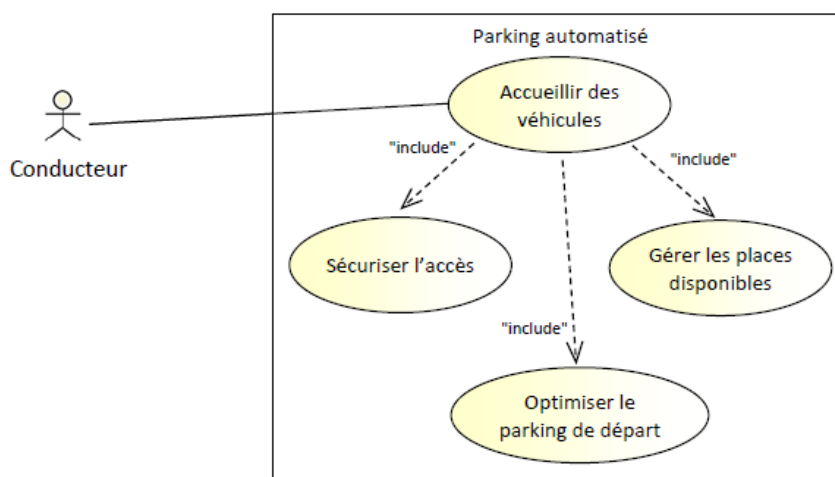 Parking automatisé
Accueillir des
véhicules
Conducteur
"include"
"include"
Sécuriser l'accès
Gérer les places
disponibles
"include"
Optimiser le
parking de départ